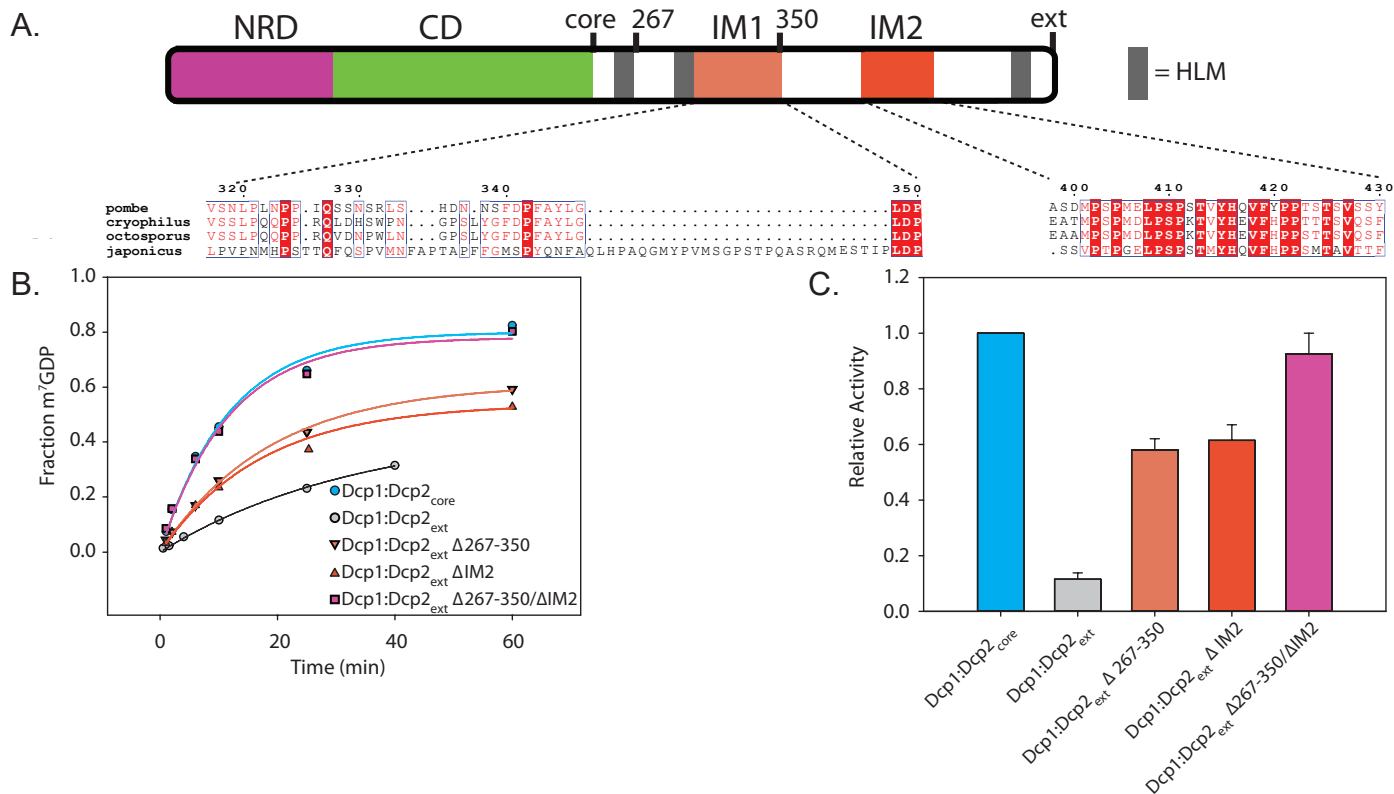 A.
NRD CD core 267 IM1 350 IM2 ext
= HLM
320 330 340 350 400 410 420 430
pombe VSNLPLNPP.IQSSNSRLS..HDN.NSFDPFAYLG.......................LDP ASDMPSPMELPSPSTVYHQVFYPPTSTSVSSY
cryophilus VSSLPQQPP.RQLDHSWPN..GPSLYGFDPFAYLG.......................LDP EATMPSPMDLPSPKTVYHEVFHPPTTTSVQSF
octosporus VSSLPQQPP.RQVDNSWLN..GPSLYGFDPFAYLG.......................LDP EAAMPSPMDLPSPKTVYHEVFHPPTTTSVQSF
japonicus LPVPNMHPSTTQFQSPVMNFAPTAPFFGMSPYQNFAQLHPAQGMYPVMSGPSTPQASRQMESTIPLDP .SSVPTPGELPSPSTMYHQVFHPPSMTAVTTF
B.
1.0
0.8
0.6
0.4
0.2
0.0
Fraction m⁷GDP
Dcp1:Dcp2core
Dcp1:Dcp2ext
Dcp1:Dcp2ext Δ267-350
Dcp1:Dcp2ext ΔIM2
Dcp1:Dcp2ext Δ267-350/ΔIM2
0 20 40 60
Time (min)
C.
1.2
1.0
0.8
0.6
0.4
0.2
0.0
Relative Activity
Dcp1:Dcp2core
Dcp1:Dcp2ext
Dcp1:Dcp2ext Δ 267-350
Dcp1:Dcp2ext Δ IM2
Dcp1:Dcp2ext Δ267-350/ΔIM2